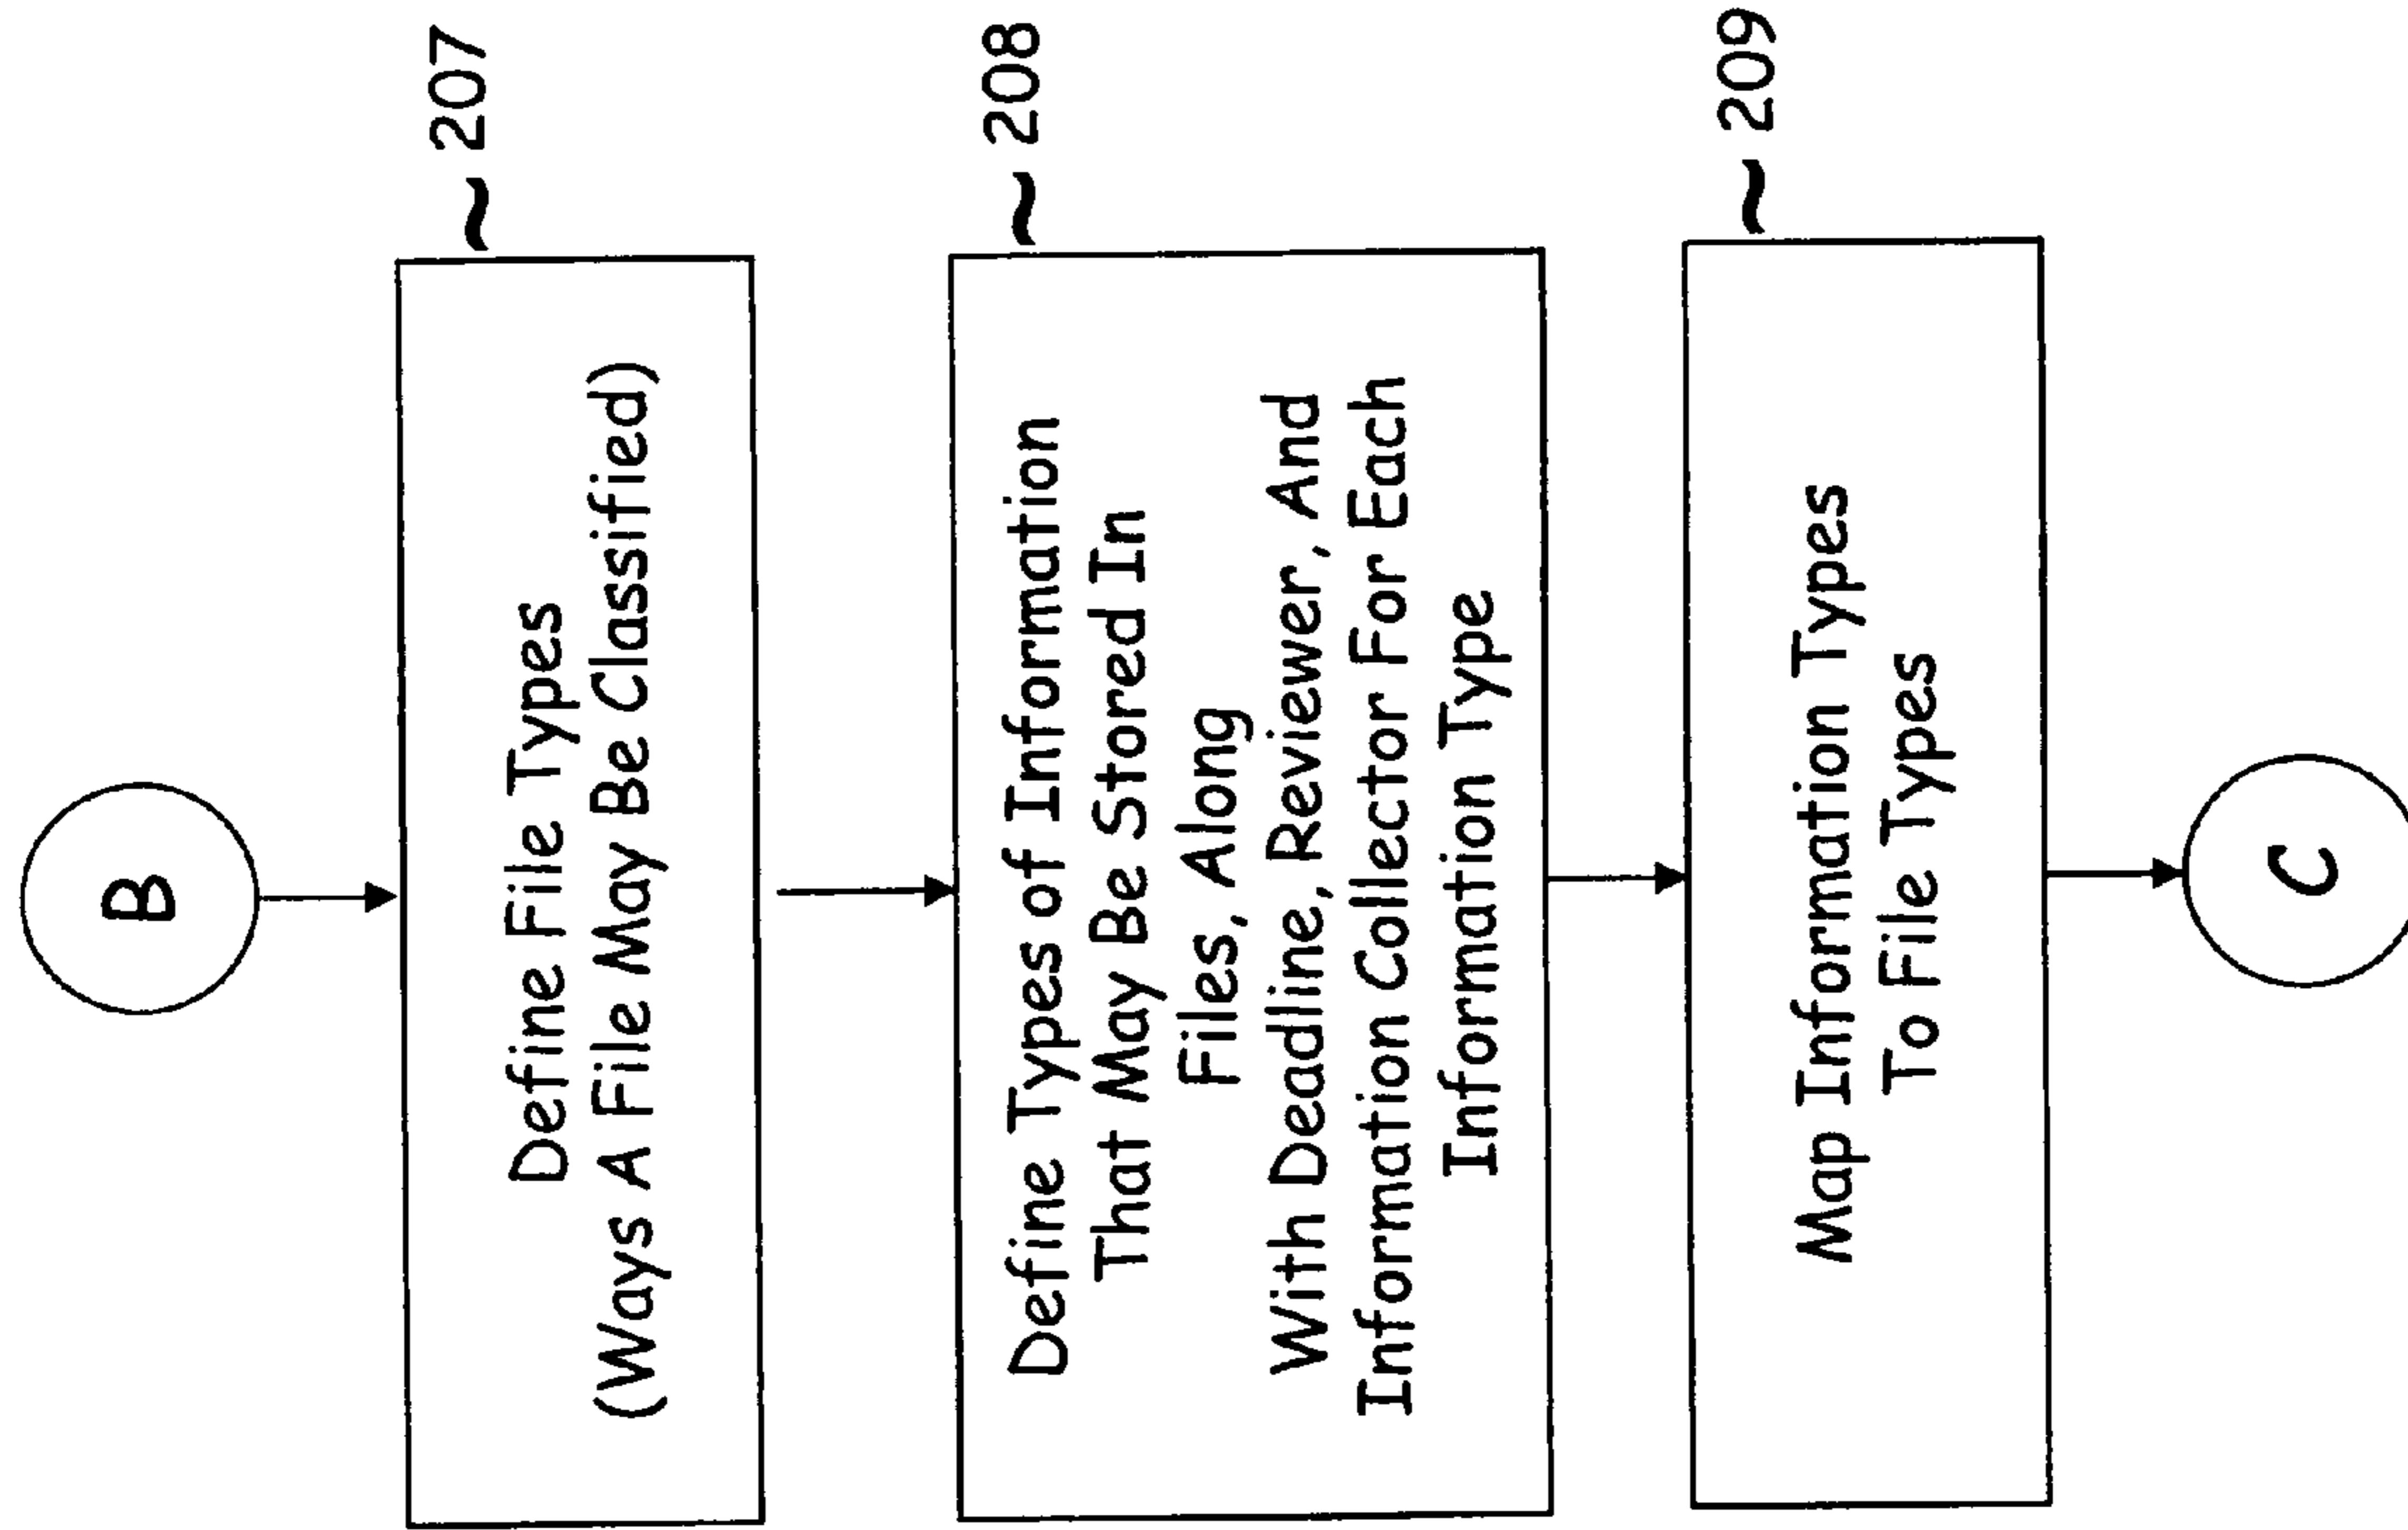 B
207
Define File Types
(Ways A File May Be Classified)
208
Define Types of Information
That May Be Stored In
Files, Along
With Deadline, Reviewer, And
Information Collector For Each
Information Type
209
Map Information Types
To File Types
C